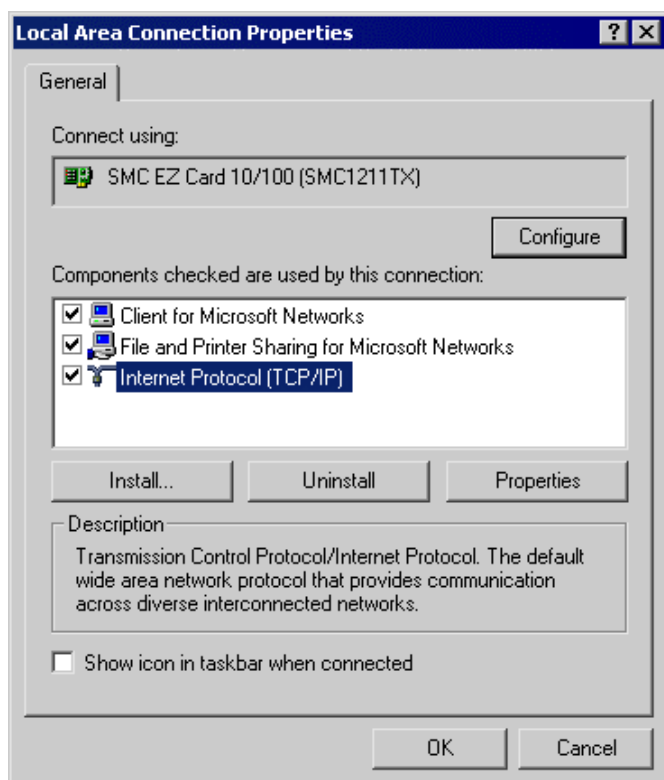 Local Area Connection Properties
General
Connect using:
SMC EZ Card 10/100 (SMC1211TX)
Configure
Components checked are used by this connection:
Client for Microsoft Networks
File and Printer Sharing for Microsoft Networks
Internet Protocol (TCP/IP)
Install... Uninstall Properties
Description
Transmission Control Protocol/Internet Protocol. The default
wide area network protocol that provides communication
across diverse interconnected networks.
Show icon in taskbar when connected
OK Cancel